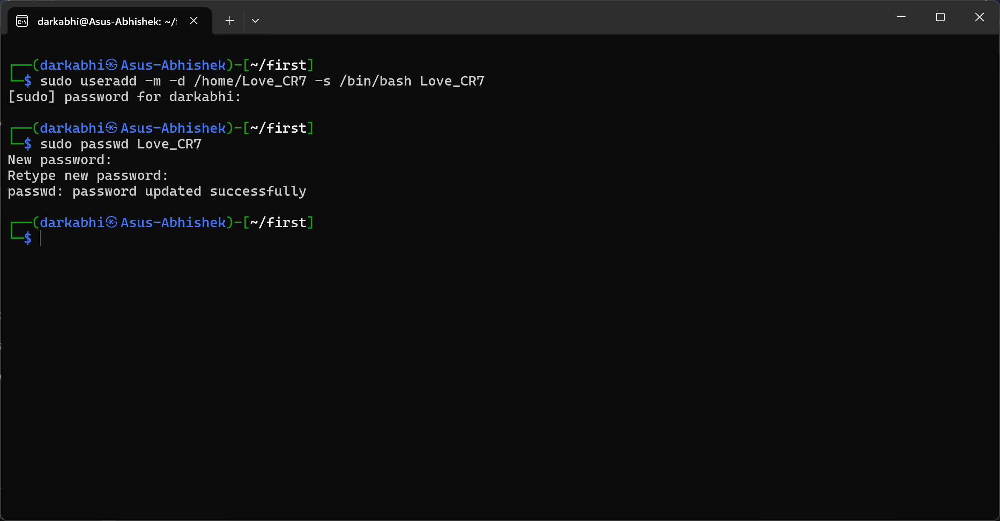 darkabhi@Asus-Abhishek: ~/
┌──(darkabhi㉿Asus-Abhishek)-[~/first]
└─$ sudo useradd -m -d /home/Love_CR7 -s /bin/bash Love_CR7
[sudo] password for darkabhi:
┌──(darkabhi㉿Asus-Abhishek)-[~/first]
└─$ sudo passwd Love_CR7
New password:
Retype new password:
passwd: password updated successfully
┌──(darkabhi㉿Asus-Abhishek)-[~/first]
└─$